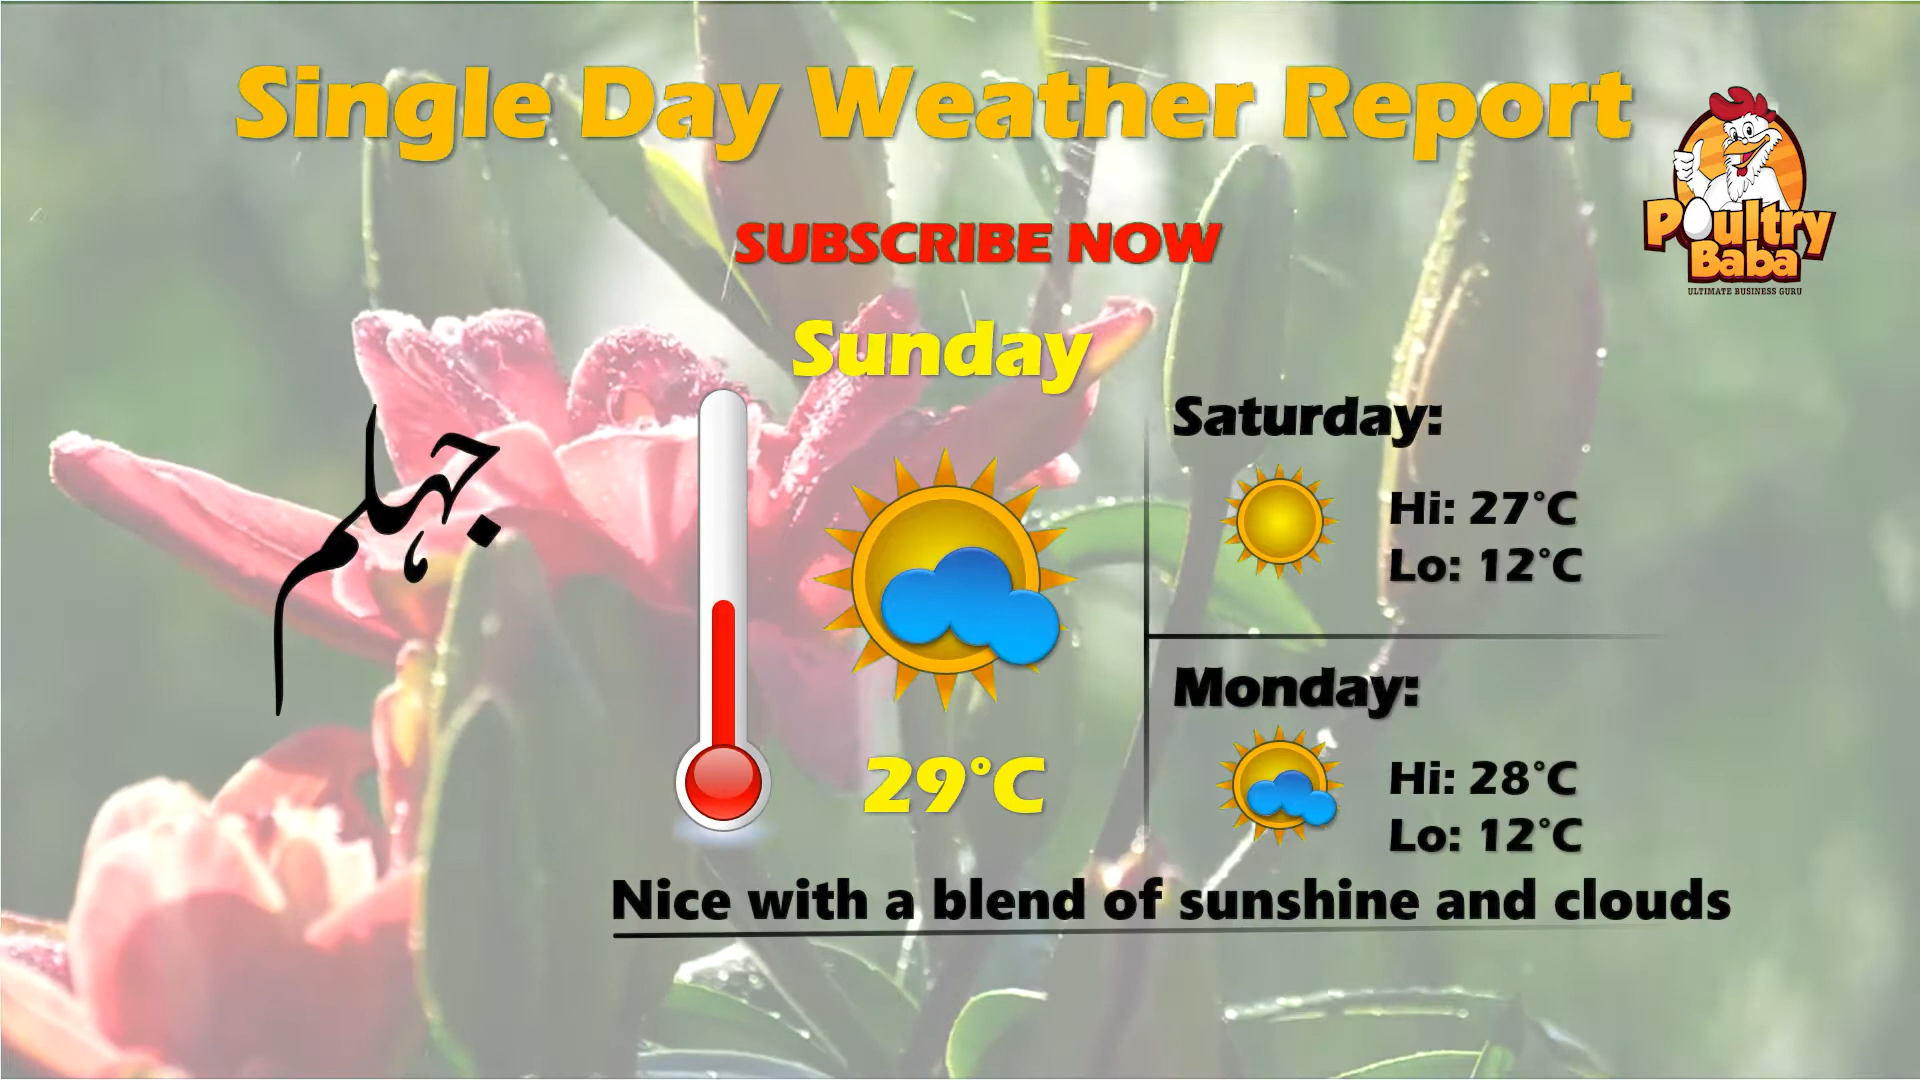 Single Day Weather Report
Poultry
Baba
ULTIMATE BUSINESS GURU
SUBSCRIBE NOW
Sunday
جہلم
29°C
Saturday:
Hi: 27°C
Lo: 12°C
Monday:
Hi: 28°C
Lo: 12°C
Nice with a blend of sunshine and clouds